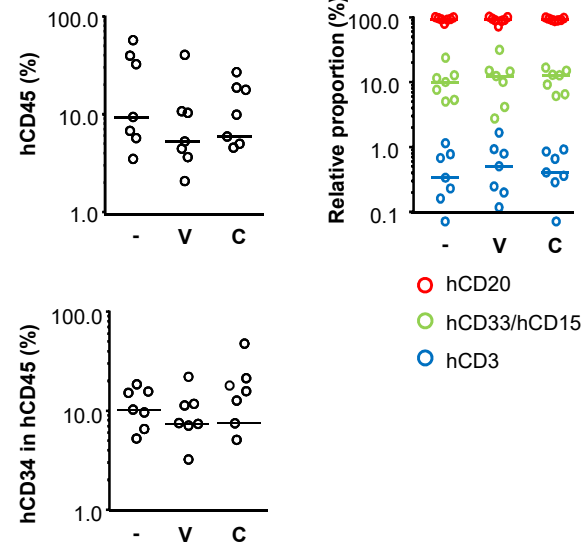 hCD45 (%)
100.0
10.0
1.0
- V C
Relative proportion (%)
100.0
10.0
1.0
0.1
- V C
hCD20
hCD33/hCD15
hCD3
hCD34 in hCD45 (%)
100.0
10.0
1.0
- V C